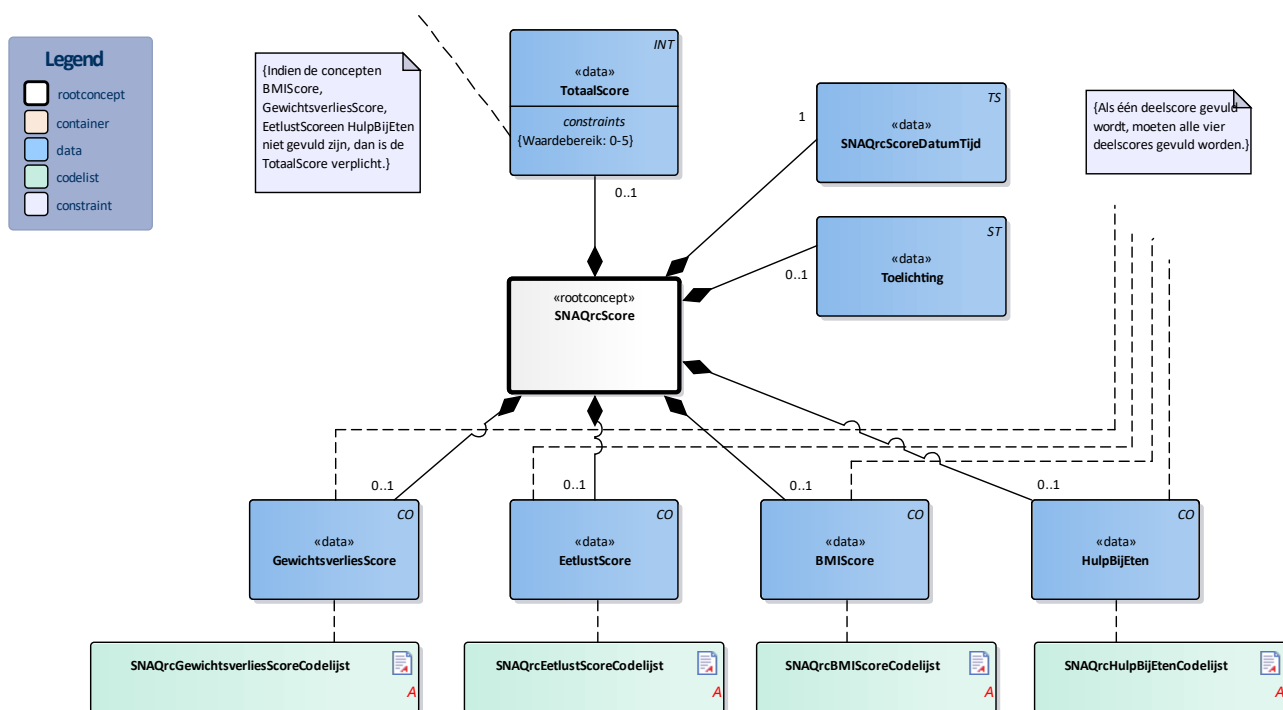 Legend
rootconcept
container
data
codelist
constraint
{Indien de concepten
BMIScore,
GewichtsverliesScore,
EetlustScoreen HulpBijEten
niet gevuld zijn, dan is de
TotaalScore verplicht.}
INT
«data»
TotaalScore
constraints
{Waardebereik: 0-5}
0..1
TS
«data»
SNAQrcScoreDatumTijd
1
{Als één deelscore gevuld
wordt, moeten alle vier
deelscores gevuld worden.}
ST
«data»
Toelichting
0..1
«rootconcept»
SNAQrcScore
0..1
0..1
0..1
0..1
CO
«data»
GewichtsverliesScore
CO
«data»
EetlustScore
CO
«data»
BMIScore
CO
«data»
HulpBijEten
SNAQrcGewichtsverliesScoreCodelijst
A
SNAQrcEetlustScoreCodelijst
A
SNAQrcBMIScoreCodelijst
A
SNAQrcHulpBijEtenCodelijst
A